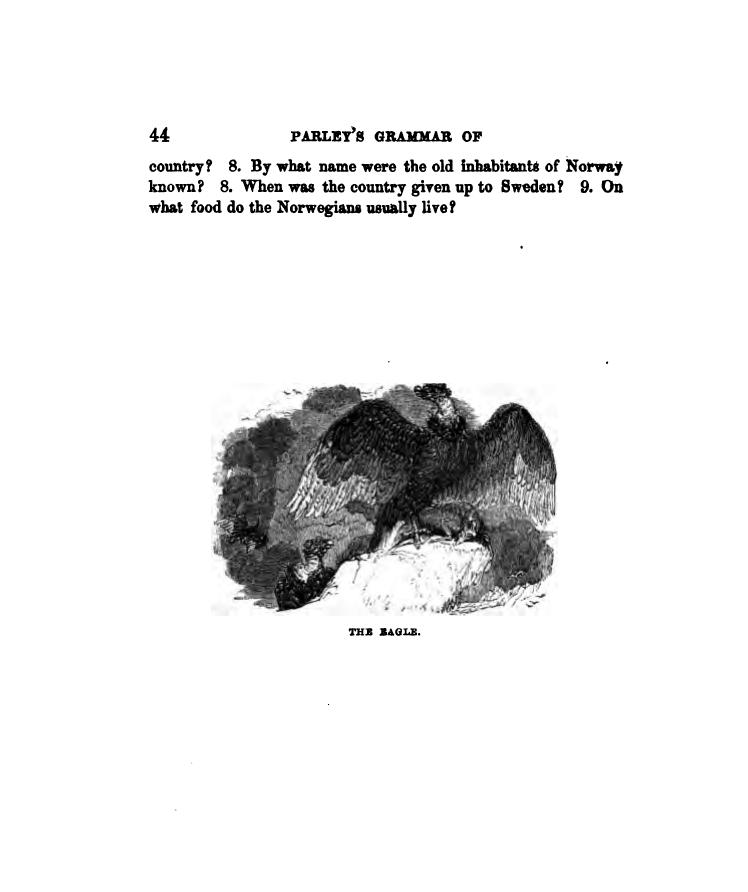 44 PARLEY'S GRAMMAR OF
country? 8. By what name were the old inhabitants of Norway
known? 8. When was the country given up to Sweden? 9. On
what food do the Norwegians usually live?
THE EAGLE.